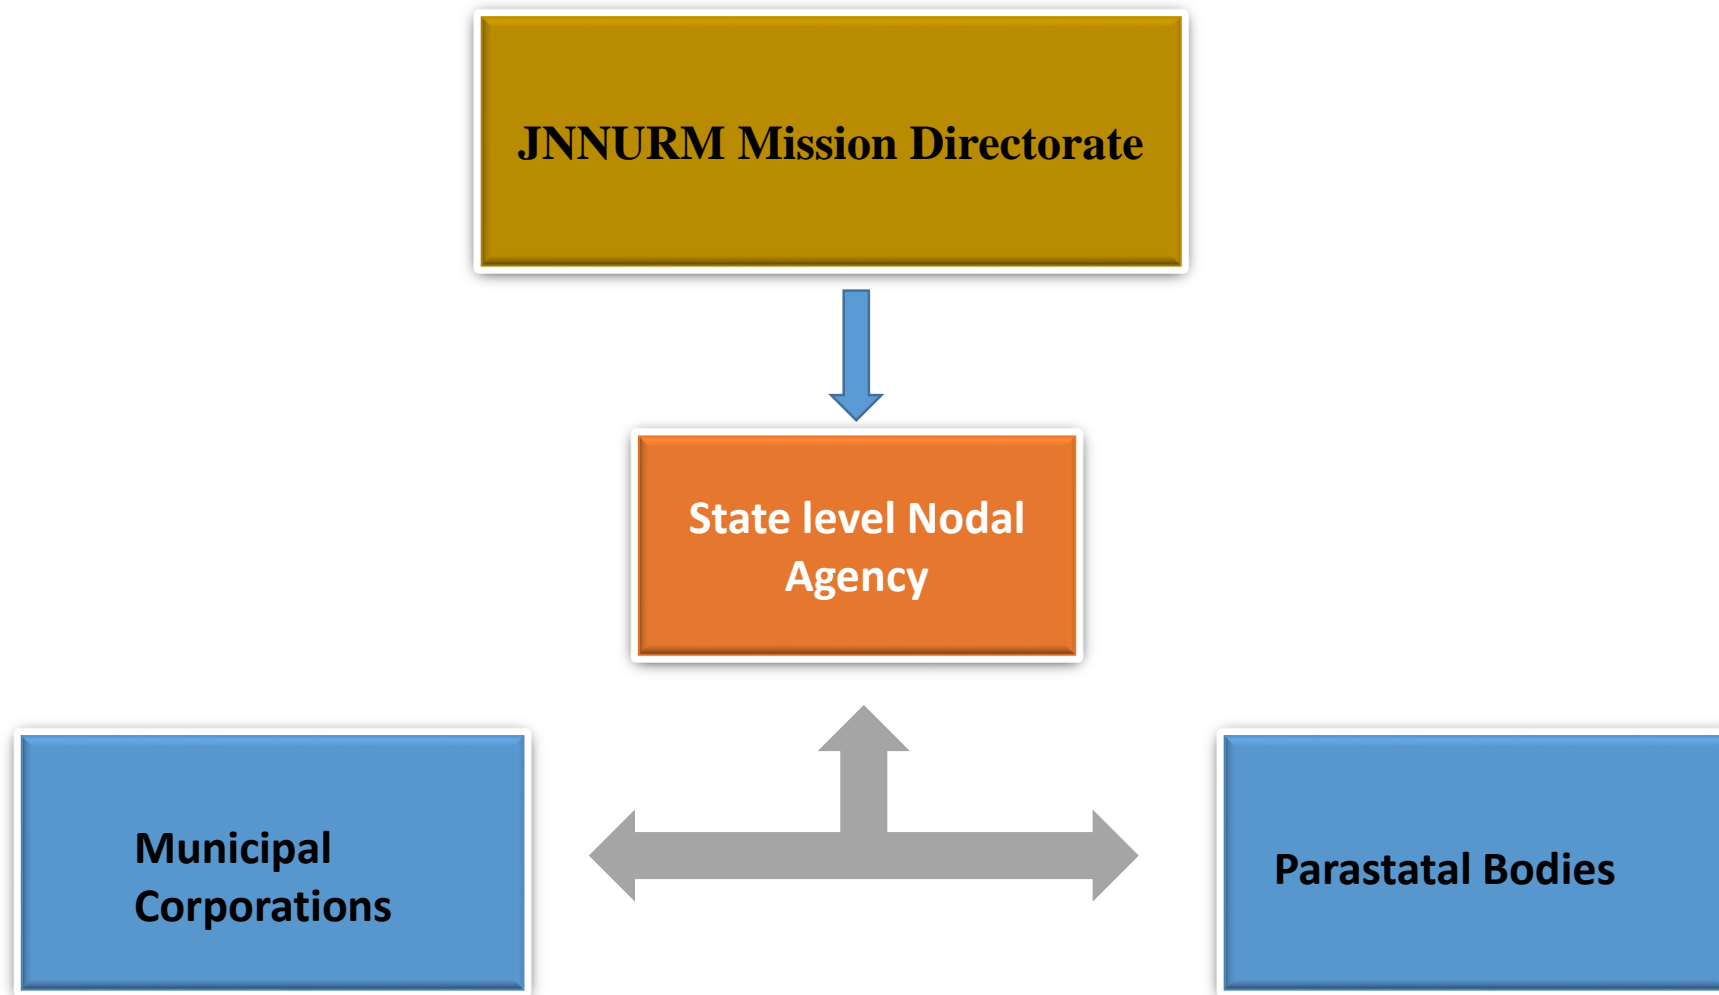 JNNURM Mission Directorate
State level Nodal
Agency
Municipal
Corporations
Parastatal Bodies